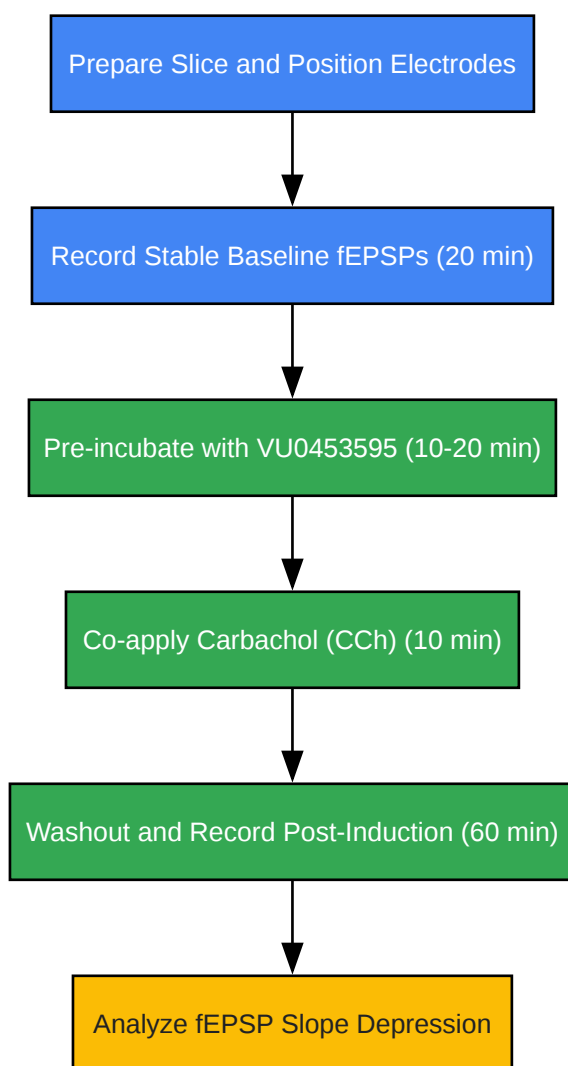 Prepare Slice and Position Electrodes
Record Stable Baseline fEPSPs (20 min)
Pre-incubate with VU0453595 (10-20 min)
Co-apply Carbachol (CCh) (10 min)
Washout and Record Post-Induction (60 min)
Analyze fEPSP Slope Depression